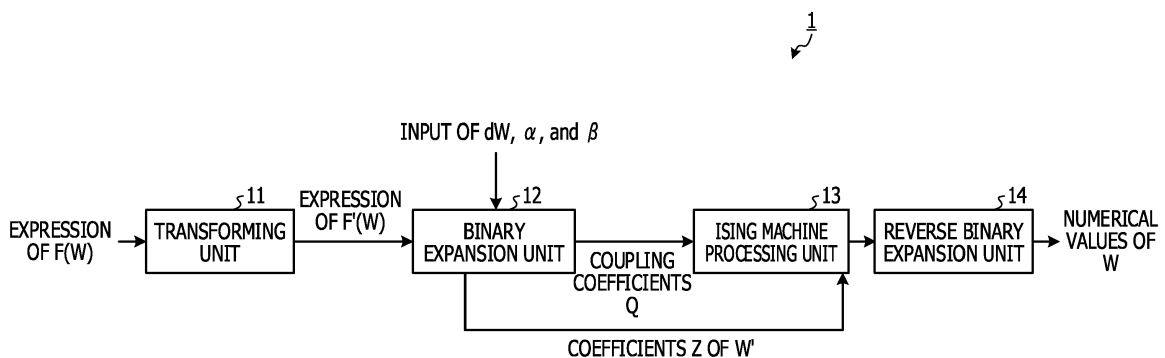 1
INPUT OF dW, α, and β
11
12
13
14
EXPRESSION
OF F(W)
TRANSFORMING
UNIT
EXPRESSION
OF F'(W)
BINARY
EXPANSION UNIT
COUPLING
COEFFICIENTS
Q
ISING MACHINE
PROCESSING UNIT
REVERSE BINARY
EXPANSION UNIT
NUMERICAL
VALUES OF
W
COEFFICIENTS Z OF W'